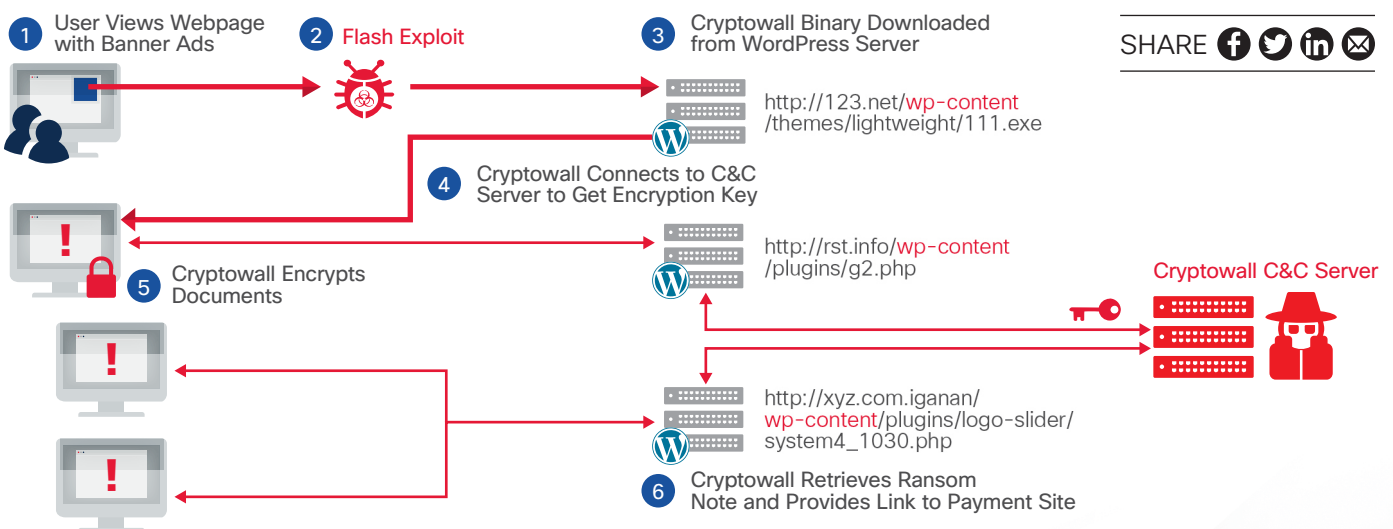 1 User Views Webpage
with Banner Ads
2 Flash Exploit
3 Cryptowall Binary Downloaded
from WordPress Server
SHARE
http://123.net/wp-content
/themes/lightweight/111.exe
4 Cryptowall Connects to C&C
Server to Get Encryption Key
http://rst.info/wp-content
/plugins/g2.php
5 Cryptowall Encrypts
Documents
Cryptowall C&C Server
http://xyz.com.iganan/
wp-content/plugins/logo-slider/
system4_1030.php
6 Cryptowall Retrieves Ransom
Note and Provides Link to Payment Site